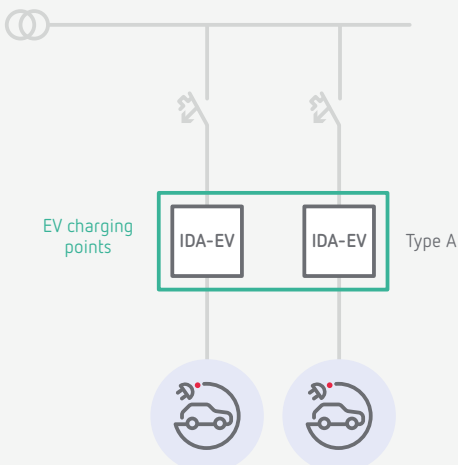 EV charging
points
IDA-EV
IDA-EV
Type A